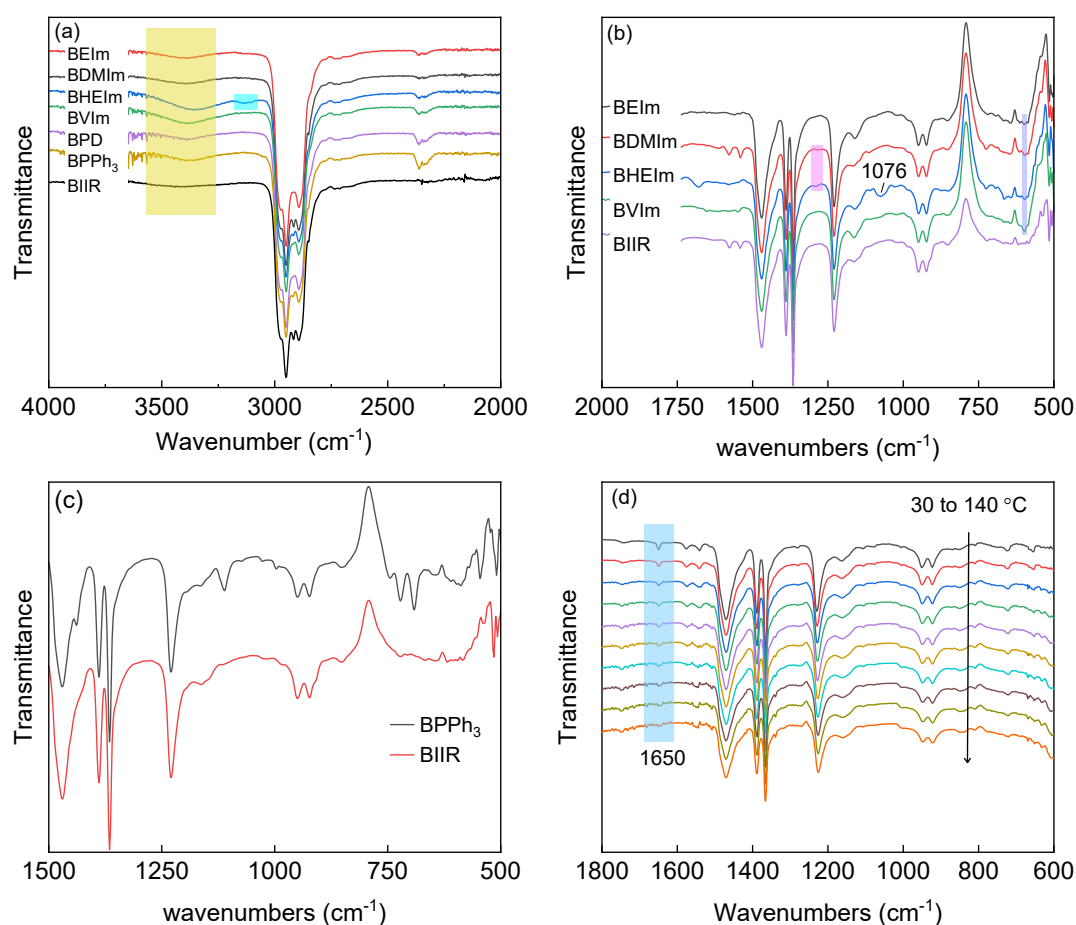 (a)
BEIm
BDMIm
BHEIm
BVIm
BPD
BPPh₃
BIIR
Transmittance
4000 3500 3000 2500 2000
Wavenumber (cm⁻¹)
(b)
BEIm
BDMIm
BHEIm
BVIm
BIIR
1076
Transmittance
2000 1750 1500 1250 1000 750 500
wavenumbers (cm⁻¹)
(c)
BPPh₃
BIIR
Transmittance
1500 1250 1000 750 500
wavenumbers (cm⁻¹)
(d)
30 to 140 °C
1650
Transmittance
1800 1600 1400 1200 1000 800 600
Wavenumbers (cm⁻¹)